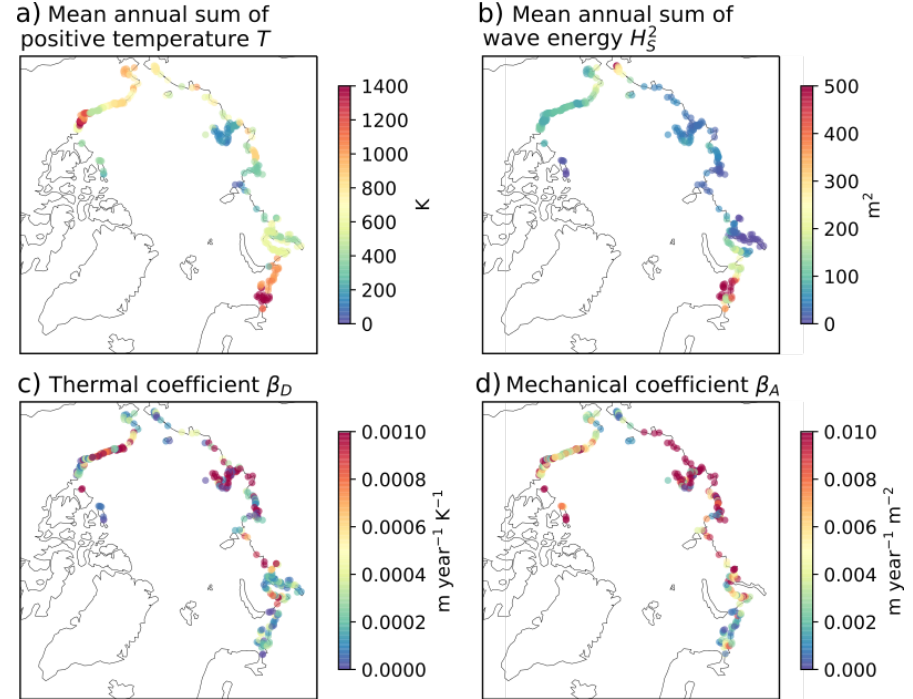 a) Mean annual sum of
positive temperature T
1400
1200
1000
800
600
400
200
0
K
b) Mean annual sum of
wave energy H_S^2
500
400
300
200
100
0
m²
c) Thermal coefficient β_D
0.0010
0.0008
0.0006
0.0004
0.0002
0.0000
m year⁻¹ K⁻¹
d) Mechanical coefficient β_A
0.010
0.008
0.006
0.004
0.002
0.000
m year⁻¹ m⁻²